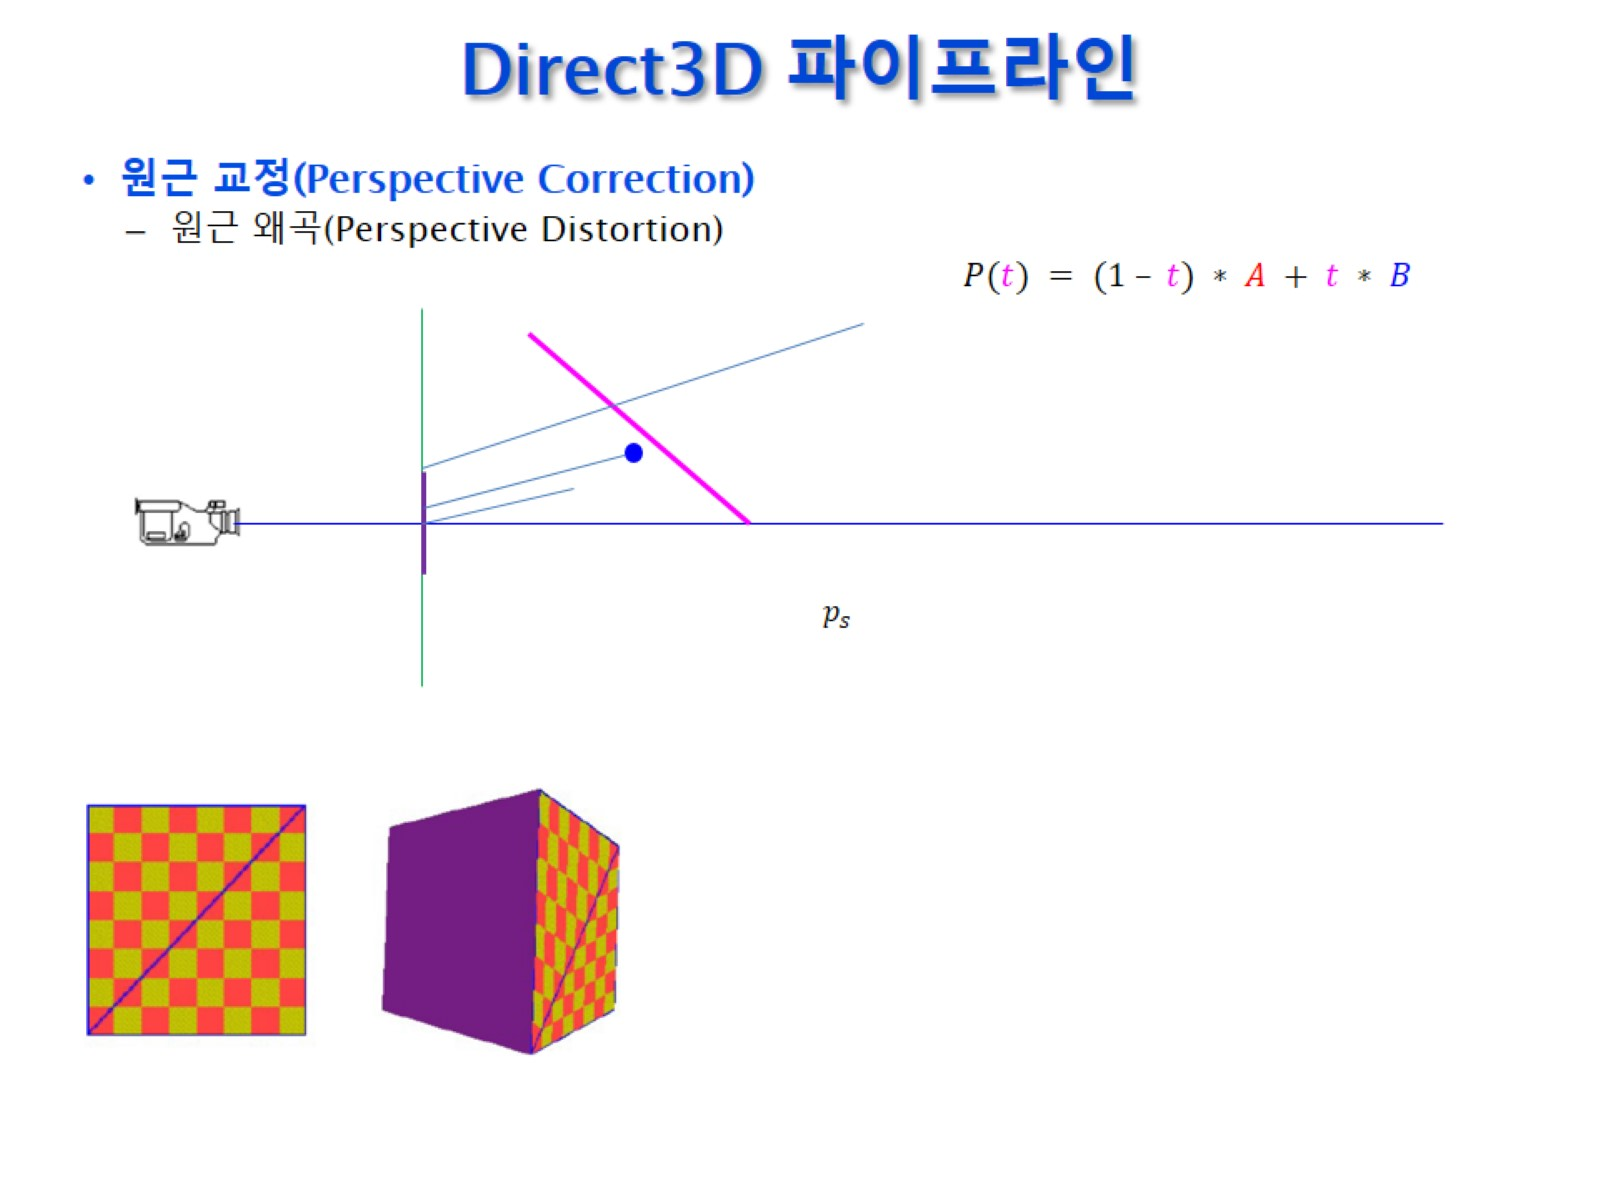 Direct3D 파이프라인
• 원근 교정(Perspective Correction)
– 원근 왜곡(Perspective Distortion)
P(t) = (1 – t) * A + t * B
pₛ